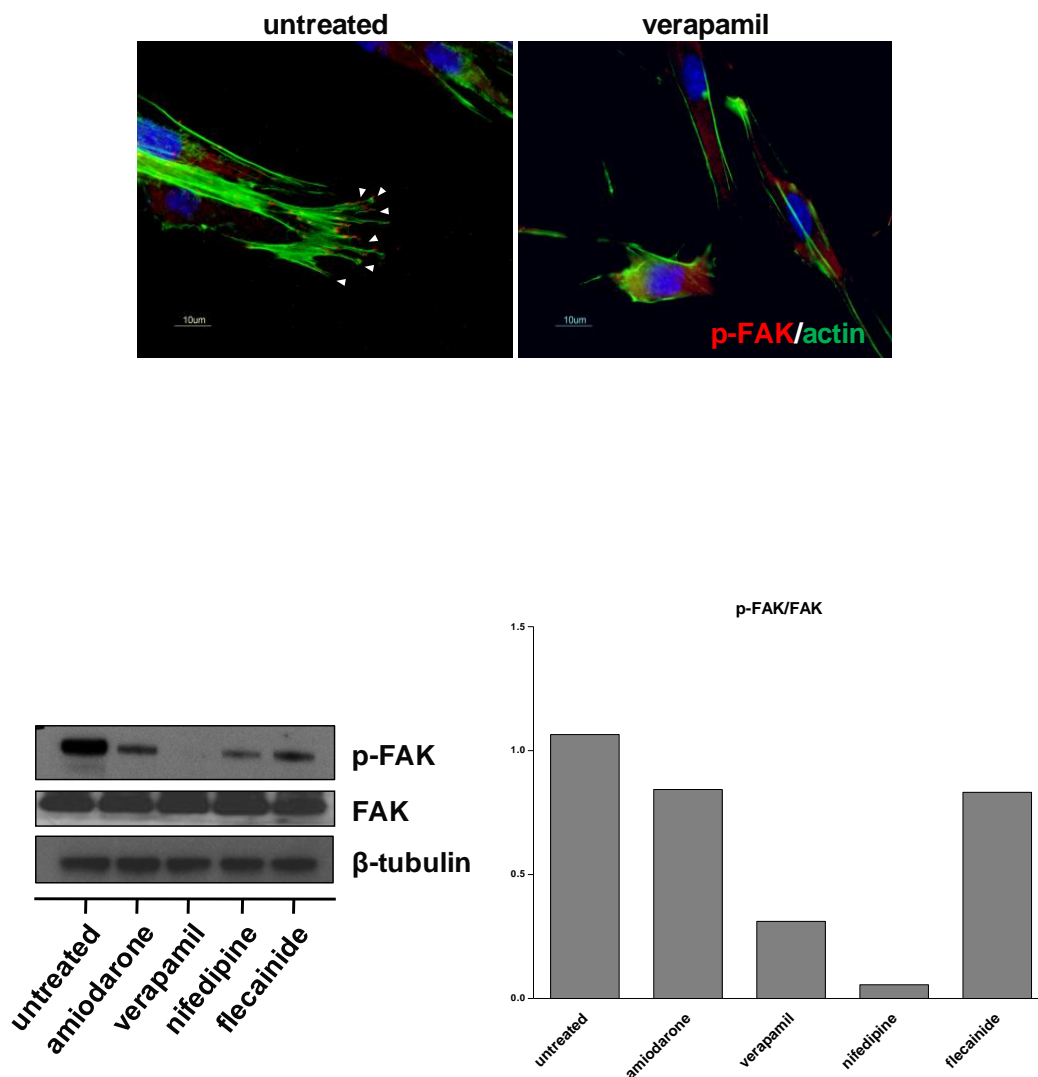 untreated verapamil
10um 10um
p-FAK/actin
p-FAK
FAK
β-tubulin
untreated
amiodarone
verapamil
nifedipine
flecainide
p-FAK/FAK
1.5
1.0
0.5
0.0
untreated
amiodarone
verapamil
nifedipine
flecainide